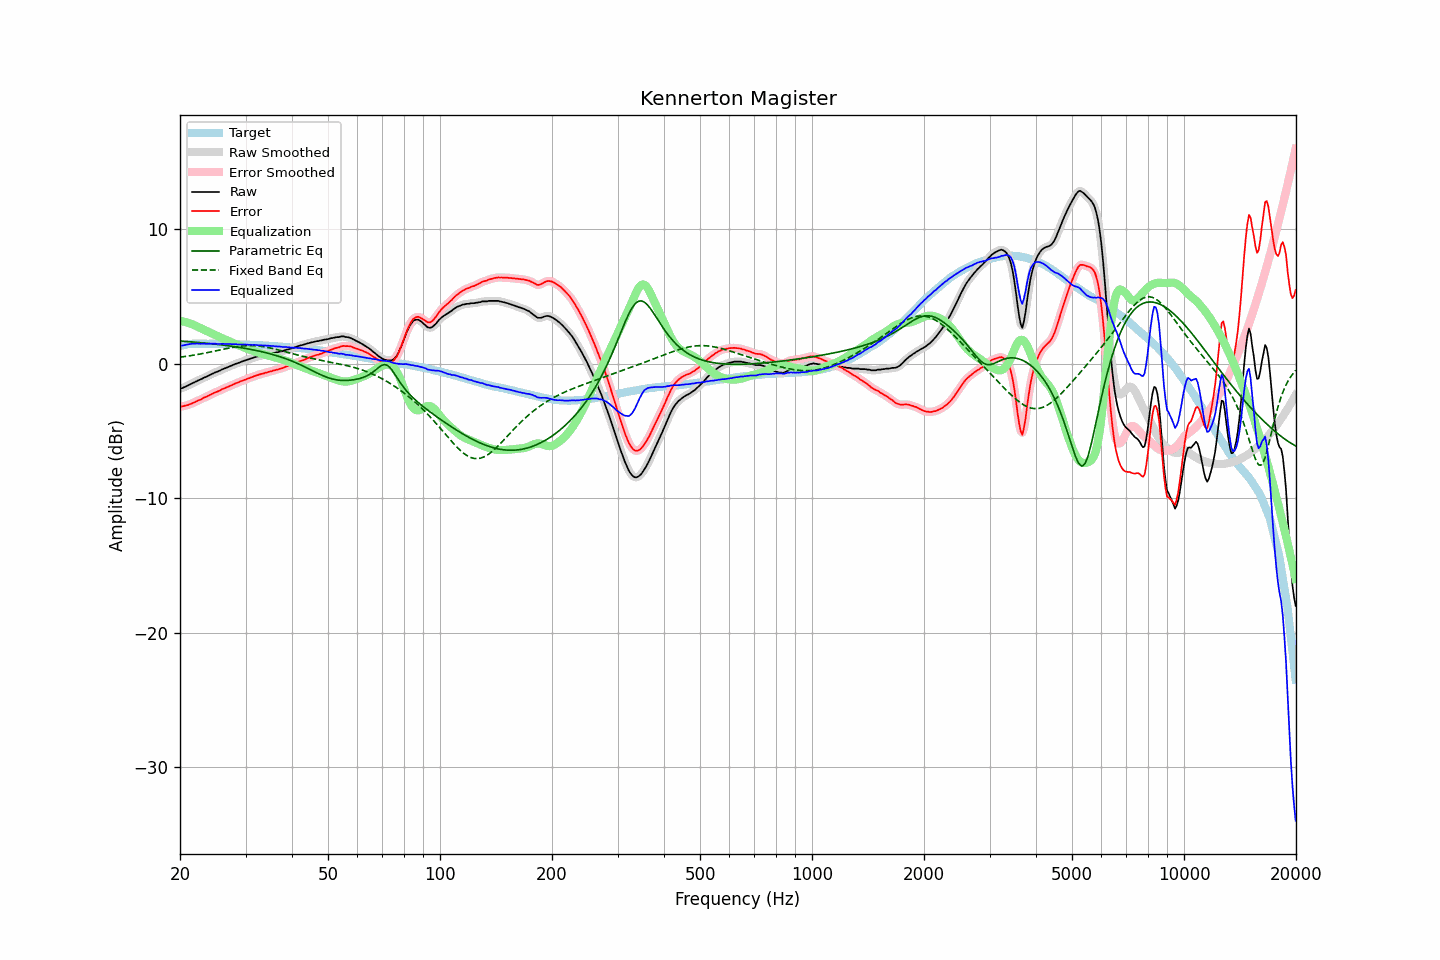 Kennerton Magister
Target
Raw Smoothed
Error Smoothed
Raw
Error
Equalization
Parametric Eq
Fixed Band Eq
Equalized
10
0
−10
−20
−30
Amplitude (dBr)
20 50 100 200 500 1000 2000 5000 10000 20000
Frequency (Hz)